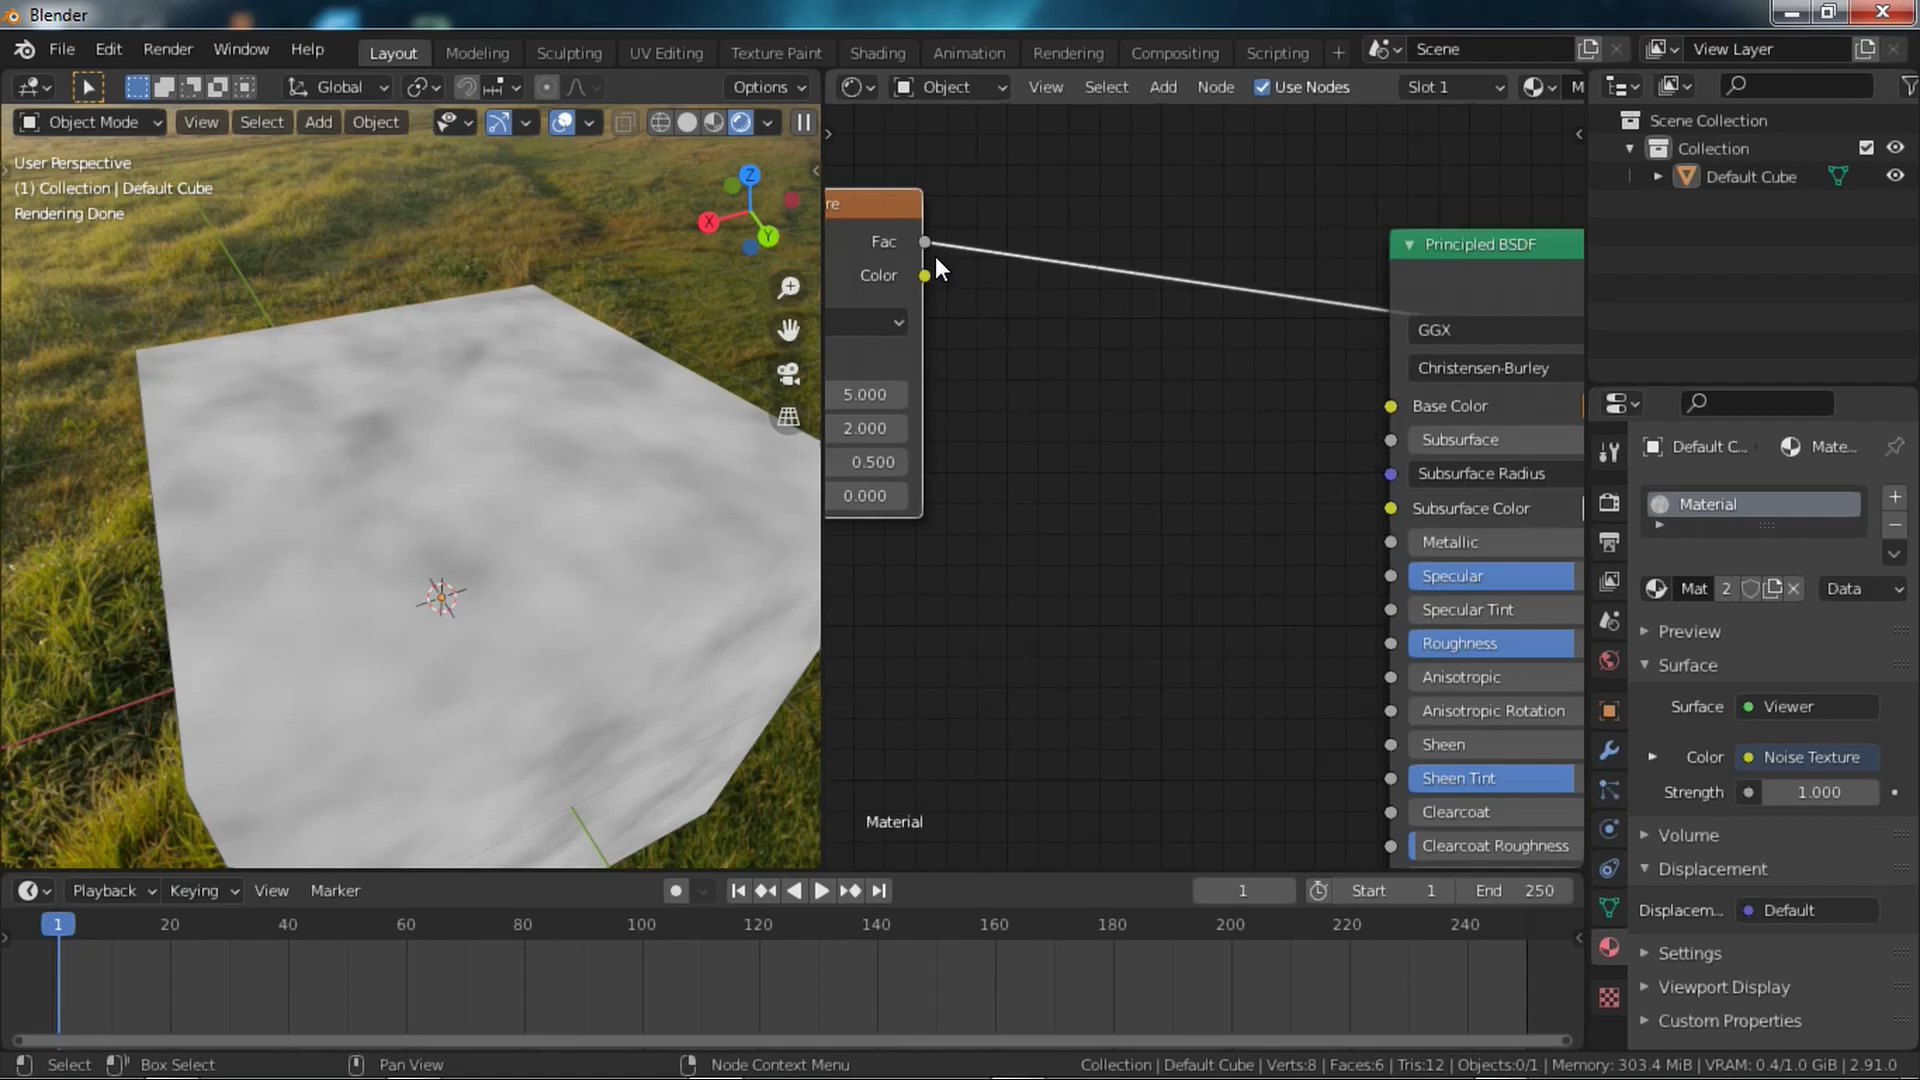 Blender
File Edit Render Window Help
Layout Modeling Sculpting UV Editing Texture Paint Shading Animation Rendering Compositing Scripting +
Scene
View Layer
Global
Options
Object
View Select Add Node Use Nodes
Slot 1
M
Object Mode
View Select Add Object
User Perspective
(1) Collection | Default Cube
Rendering Done
Z
X
Y
re
Fac
Color
5.000
2.000
0.500
0.000
Principled BSDF
GGX
Christensen-Burley
Base Color
Subsurface
Subsurface Radius
Subsurface Color
Metallic
Specular
Specular Tint
Roughness
Anisotropic
Anisotropic Rotation
Sheen
Sheen Tint
Clearcoat
Clearcoat Roughness
Material
Scene Collection
Collection
Default Cube
Default C... Mate...
Material
Mat 2 Data
Preview
Surface
Surface Viewer
Color Noise Texture
Strength 1.000
Volume
Displacement
Displacem... Default
Settings
Viewport Display
Custom Properties
Playback Keying View Marker
1 Start 1 End 250
1 20 40 60 80 100 120 140 160 180 200 220 240
Select Box Select Pan View Node Context Menu
Collection | Default Cube | Verts:8 | Faces:6 | Tris:12 | Objects:0/1 | Memory: 303.4 MiB | VRAM: 0.4/1.0 GiB | 2.91.0